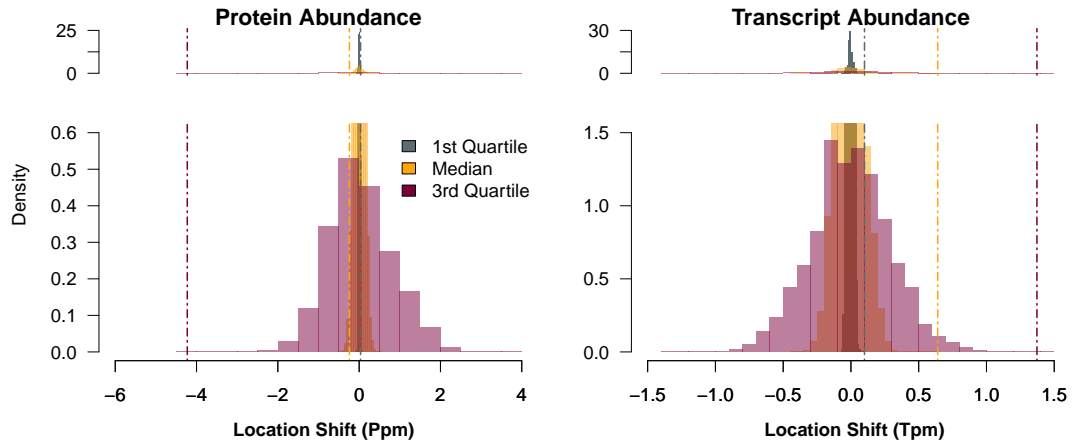 Protein Abundance
25
0
0.6
0.5
0.4
0.3
0.2
0.1
0.0
Density
1st Quartile
Median
3rd Quartile
−6 −4 −2 0 2 4
Location Shift (Ppm)
Transcript Abundance
30
0
1.5
1.0
0.5
0.0
−1.5 −1.0 −0.5 0.0 0.5 1.0 1.5
Location Shift (Tpm)